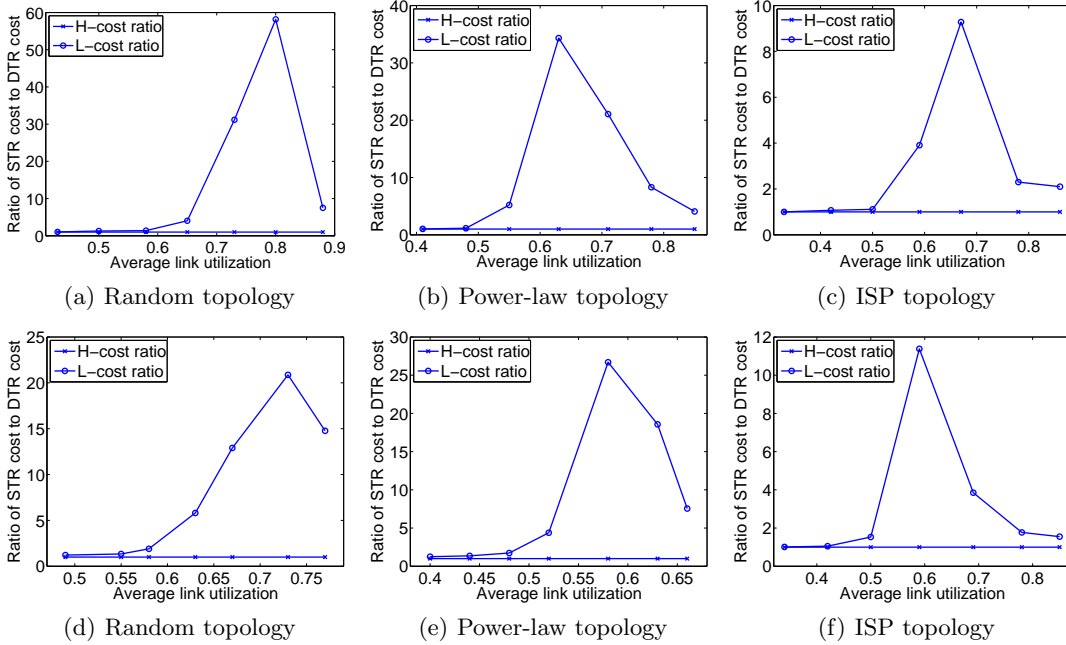 Ratio of STR cost to DTR cost
60
50
40
30
20
10
0
H-cost ratio
L-cost ratio
0.5 0.6 0.7 0.8 0.9
Average link utilization
(a) Random topology
Ratio of STR cost to DTR cost
40
30
20
10
0
H-cost ratio
L-cost ratio
0.4 0.5 0.6 0.7 0.8
Average link utilization
(b) Power-law topology
Ratio of STR cost to DTR cost
10
8
6
4
2
0
H-cost ratio
L-cost ratio
0.4 0.5 0.6 0.7 0.8
Average link utilization
(c) ISP topology
Ratio of STR cost to DTR cost
25
20
15
10
5
0
H-cost ratio
L-cost ratio
0.5 0.55 0.6 0.65 0.7 0.75
Average link utilization
(d) Random topology
Ratio of STR cost to DTR cost
30
25
20
15
10
5
0
H-cost ratio
L-cost ratio
0.4 0.45 0.5 0.55 0.6 0.65
Average link utilization
(e) Power-law topology
Ratio of STR cost to DTR cost
12
10
8
6
4
2
0
H-cost ratio
L-cost ratio
0.4 0.5 0.6 0.7 0.8
Average link utilization
(f) ISP topology